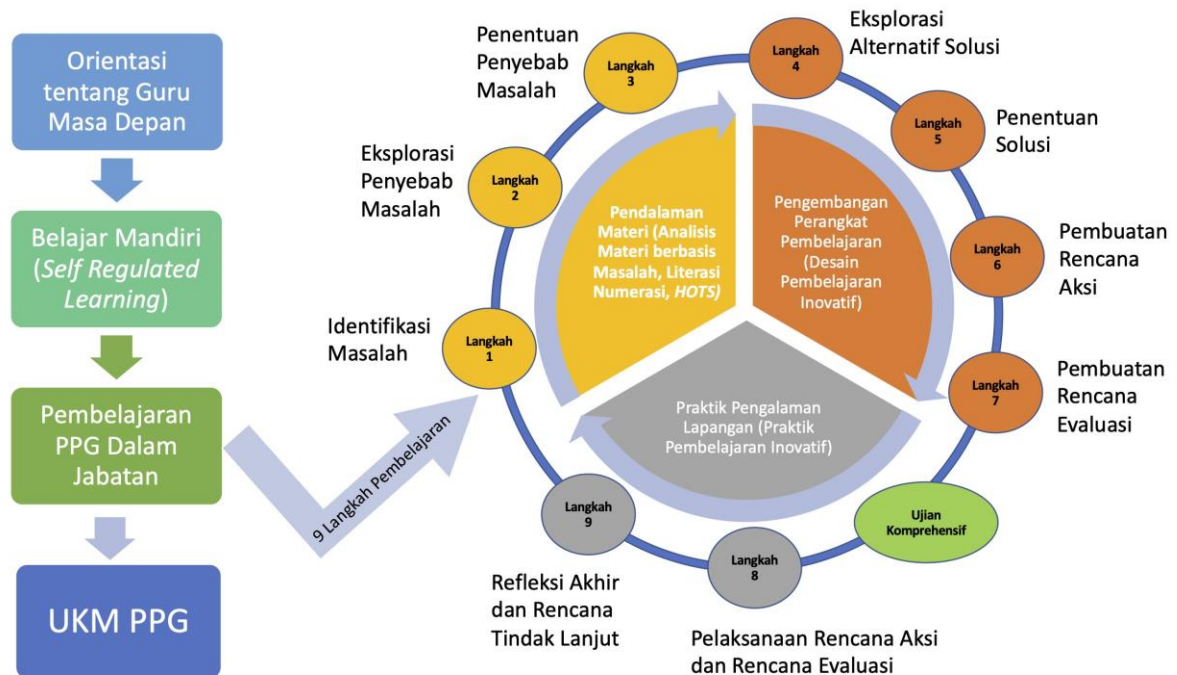 Orientasi
tentang Guru
Masa Depan
Belajar Mandiri
(Self Regulated
Learning)
Pembelajaran
PPG Dalam
Jabatan
UKM PPG
9 Langkah Pembelajaran
Identifikasi
Masalah
Langkah
1
Eksplorasi
Penyebab
Masalah
Langkah
2
Penentuan
Penyebab
Masalah
Langkah
3
Langkah
4
Eksplorasi
Alternatif Solusi
Langkah
5
Penentuan
Solusi
Langkah
6
Pembuatan
Rencana
Aksi
Langkah
7
Pembuatan
Rencana
Evaluasi
Ujian
Komprehensif
Langkah
8
Pelaksanaan Rencana Aksi
dan Rencana Evaluasi
Langkah
9
Refleksi Akhir
dan Rencana
Tindak Lanjut
Pendalaman
Materi (Analisis
Materi berbasis
Masalah, Literasi
Numerasi, HOTS)
Pengembangan
Perangkat
Pembelajaran
(Desain
Pembelajaran
Inovatif)
Praktik Pengalaman
Lapangan (Praktik
Pembelajaran Inovatif)